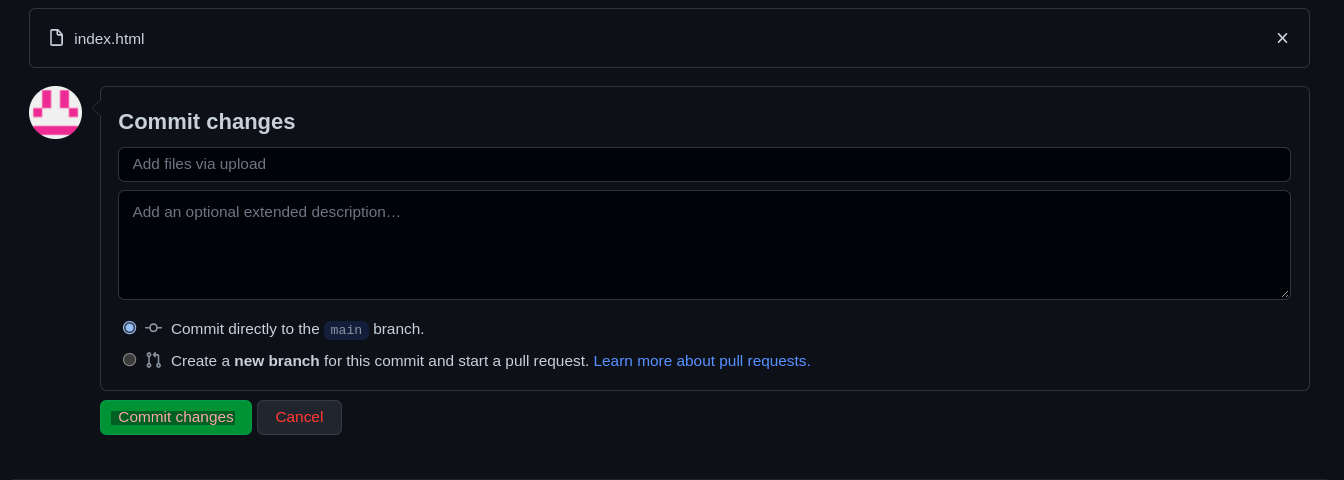 index.html
Commit changes
Add files via upload
Add an optional extended description…
Commit directly to the main branch.
Create a new branch for this commit and start a pull request. Learn more about pull requests.
Commit changes Cancel